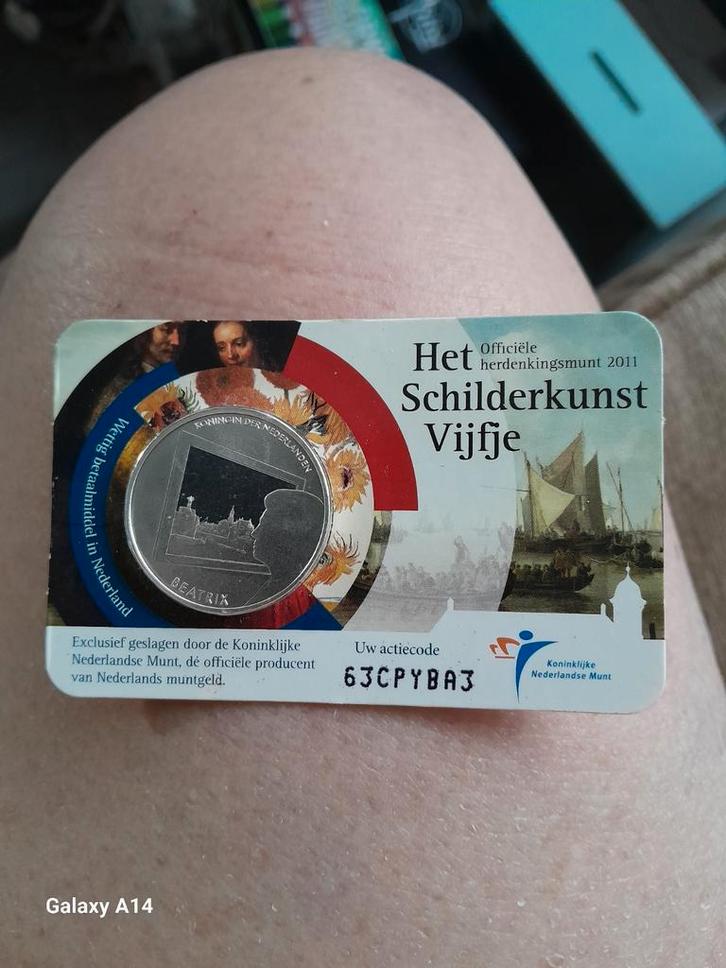 Het Officiële
herdenkingsmunt 2011
Schilderkunst
Vijfje
Wettig betaalmiddel in Nederland
KONINGIN DER NEDERLANDEN
BEATRIX
Exclusief geslagen door de Koninklijke
Nederlandse Munt, dé officiële producent
van Nederlands muntgeld.
Uw actiecode
63CPYBA3
Koninklijke
Nederlandse Munt
Galaxy A14